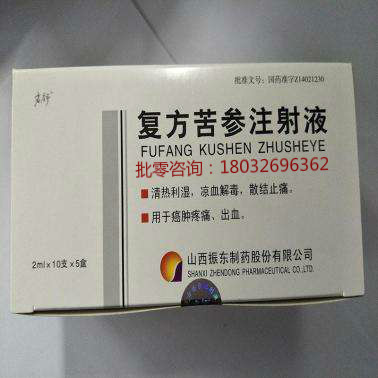 批准文号：国药准字Z14021230
复方苦参注射液
FUFANG KUSHEN ZHUSHEYE
批零咨询：18032696362
清热利湿，凉血解毒，散结止痛。
用于癌肿疼痛、出血。
2ml×10支×5盒
山西振东制药股份有限公司
SHANXI ZHENDONG PHARMACEUTICAL CO.,LTD.